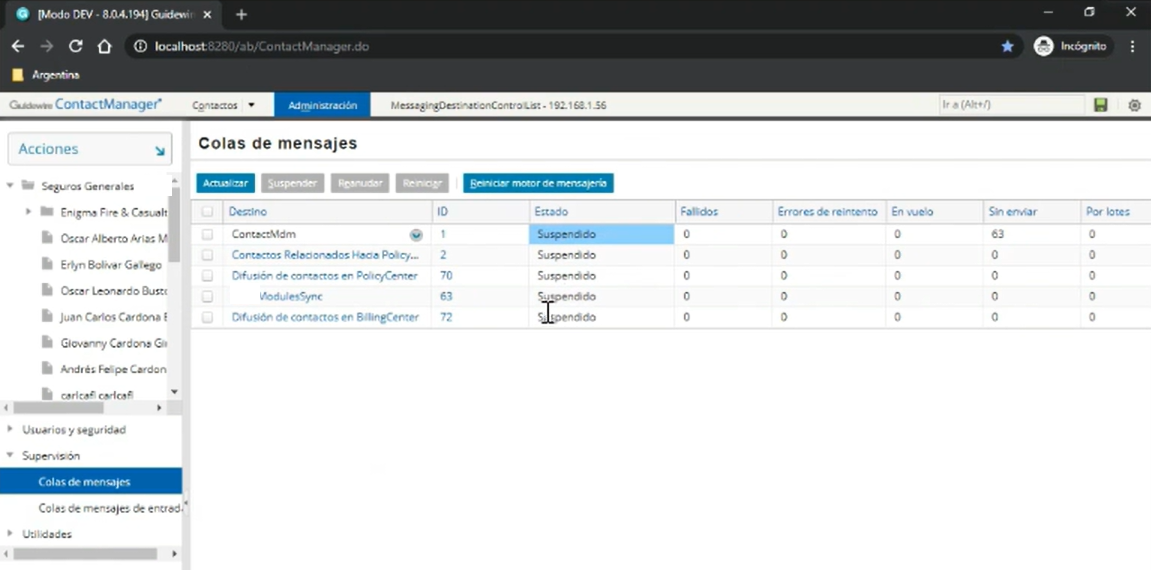 [Modo DEV - 8.0.4.194] Guidewir
localhost:8280/ab/ContactManager.do
Incógnito
Argentina
Guidewire ContactManager
Contactos
Administración
MessagingDestinationControlList - 192.168.1.56
Ir a (Alt+/)
Acciones
Colas de mensajes
Actualizar Suspender Reanudar Reiniciar Reiniciar motor de mensajería
Destino ID Estado Fallidos Errores de reintento En vuelo Sin enviar Por lotes
ContactMdm 1 Suspendido 0 0 0 63 0
Contactos Relacionados Hacia Policy... 2 Suspendido 0 0 0 0 0
Difusión de contactos en PolicyCenter 70 Suspendido 0 0 0 0 0
ModulesSync 63 Suspendido 0 0 0 0 0
Difusión de contactos en BillingCenter 72 Suspendido 0 0 0 0 0
Seguros Generales
Enigma Fire & Casualt
Oscar Alberto Arias M
Erlyn Bolivar Gallego
Oscar Leonardo Busto
Juan Carlos Cardona E
Giovanny Cardona Gi
Andrés Felipe Cardon
carlcafi carlcafi
Usuarios y seguridad
Supervisión
Colas de mensajes
Colas de mensajes de entrad
Utilidades